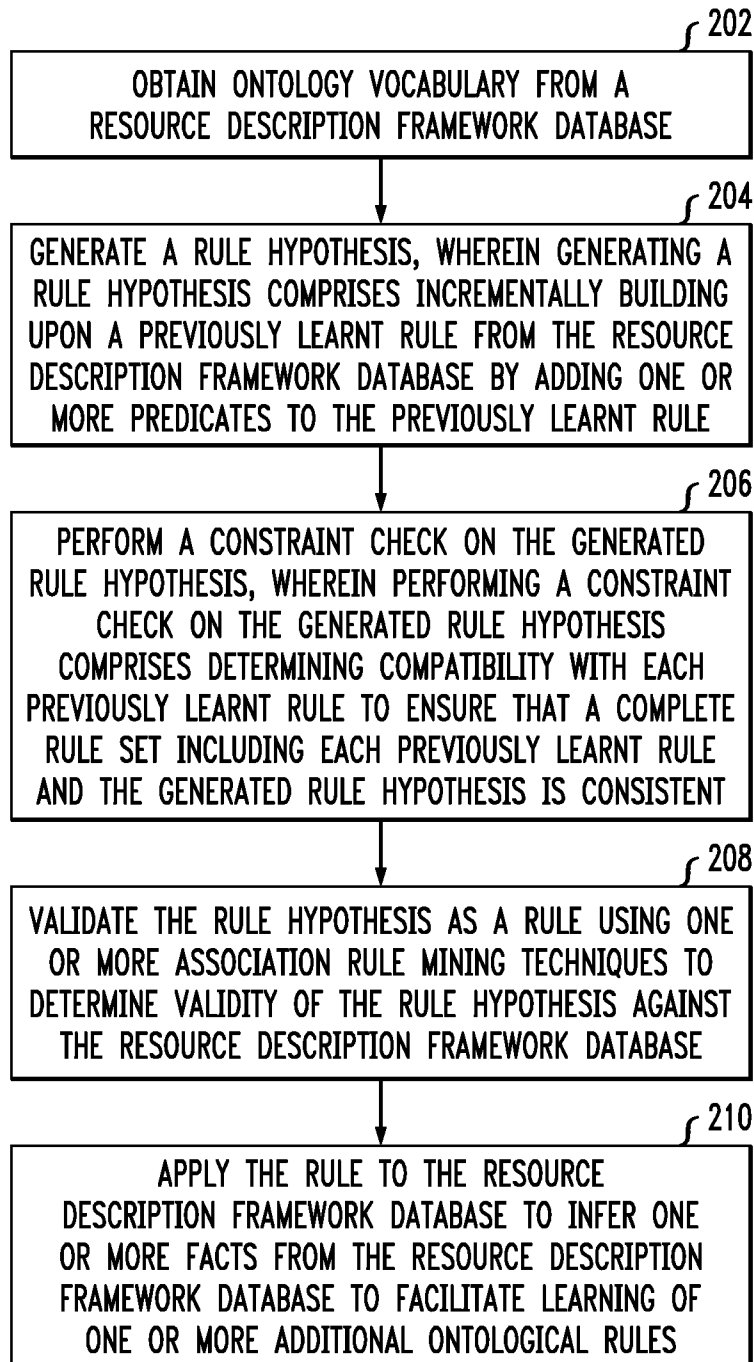 202
OBTAIN ONTOLOGY VOCABULARY FROM A
RESOURCE DESCRIPTION FRAMEWORK DATABASE
204
GENERATE A RULE HYPOTHESIS, WHEREIN GENERATING A
RULE HYPOTHESIS COMPRISES INCREMENTALLY BUILDING
UPON A PREVIOUSLY LEARNT RULE FROM THE RESOURCE
DESCRIPTION FRAMEWORK DATABASE BY ADDING ONE OR
MORE PREDICATES TO THE PREVIOUSLY LEARNT RULE
206
PERFORM A CONSTRAINT CHECK ON THE GENERATED
RULE HYPOTHESIS, WHEREIN PERFORMING A CONSTRAINT
CHECK ON THE GENERATED RULE HYPOTHESIS
COMPRISES DETERMINING COMPATIBILITY WITH EACH
PREVIOUSLY LEARNT RULE TO ENSURE THAT A COMPLETE
RULE SET INCLUDING EACH PREVIOUSLY LEARNT RULE
AND THE GENERATED RULE HYPOTHESIS IS CONSISTENT
208
VALIDATE THE RULE HYPOTHESIS AS A RULE USING ONE
OR MORE ASSOCIATION RULE MINING TECHNIQUES TO
DETERMINE VALIDITY OF THE RULE HYPOTHESIS AGAINST
THE RESOURCE DESCRIPTION FRAMEWORK DATABASE
210
APPLY THE RULE TO THE RESOURCE
DESCRIPTION FRAMEWORK DATABASE TO INFER ONE
OR MORE FACTS FROM THE RESOURCE DESCRIPTION
FRAMEWORK DATABASE TO FACILITATE LEARNING OF
ONE OR MORE ADDITIONAL ONTOLOGICAL RULES